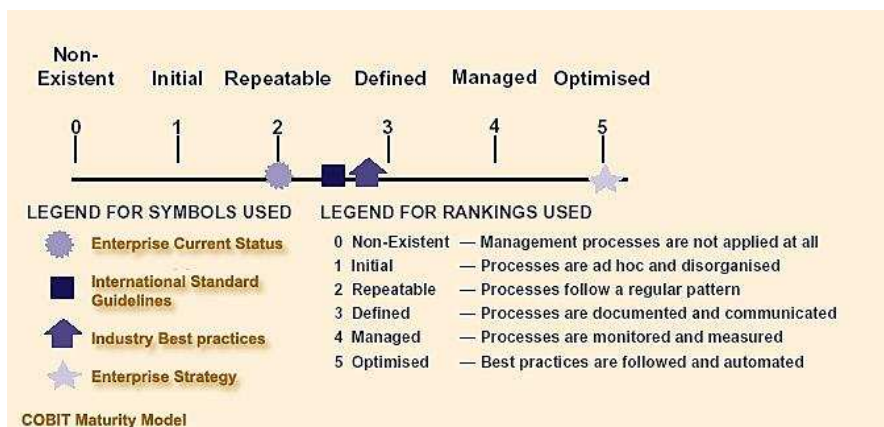 Non-
Existent Initial Repeatable Defined Managed Optimised
0 1 2 3 4 5
LEGEND FOR SYMBOLS USED
Enterprise Current Status
International Standard
Guidelines
Industry Best practices
Enterprise Strategy
LEGEND FOR RANKINGS USED
0 Non-Existent — Management processes are not applied at all
1 Initial — Processes are ad hoc and disorganised
2 Repeatable — Processes follow a regular pattern
3 Defined — Processes are documented and communicated
4 Managed — Processes are monitored and measured
5 Optimised — Best practices are followed and automated
COBIT Maturity Model